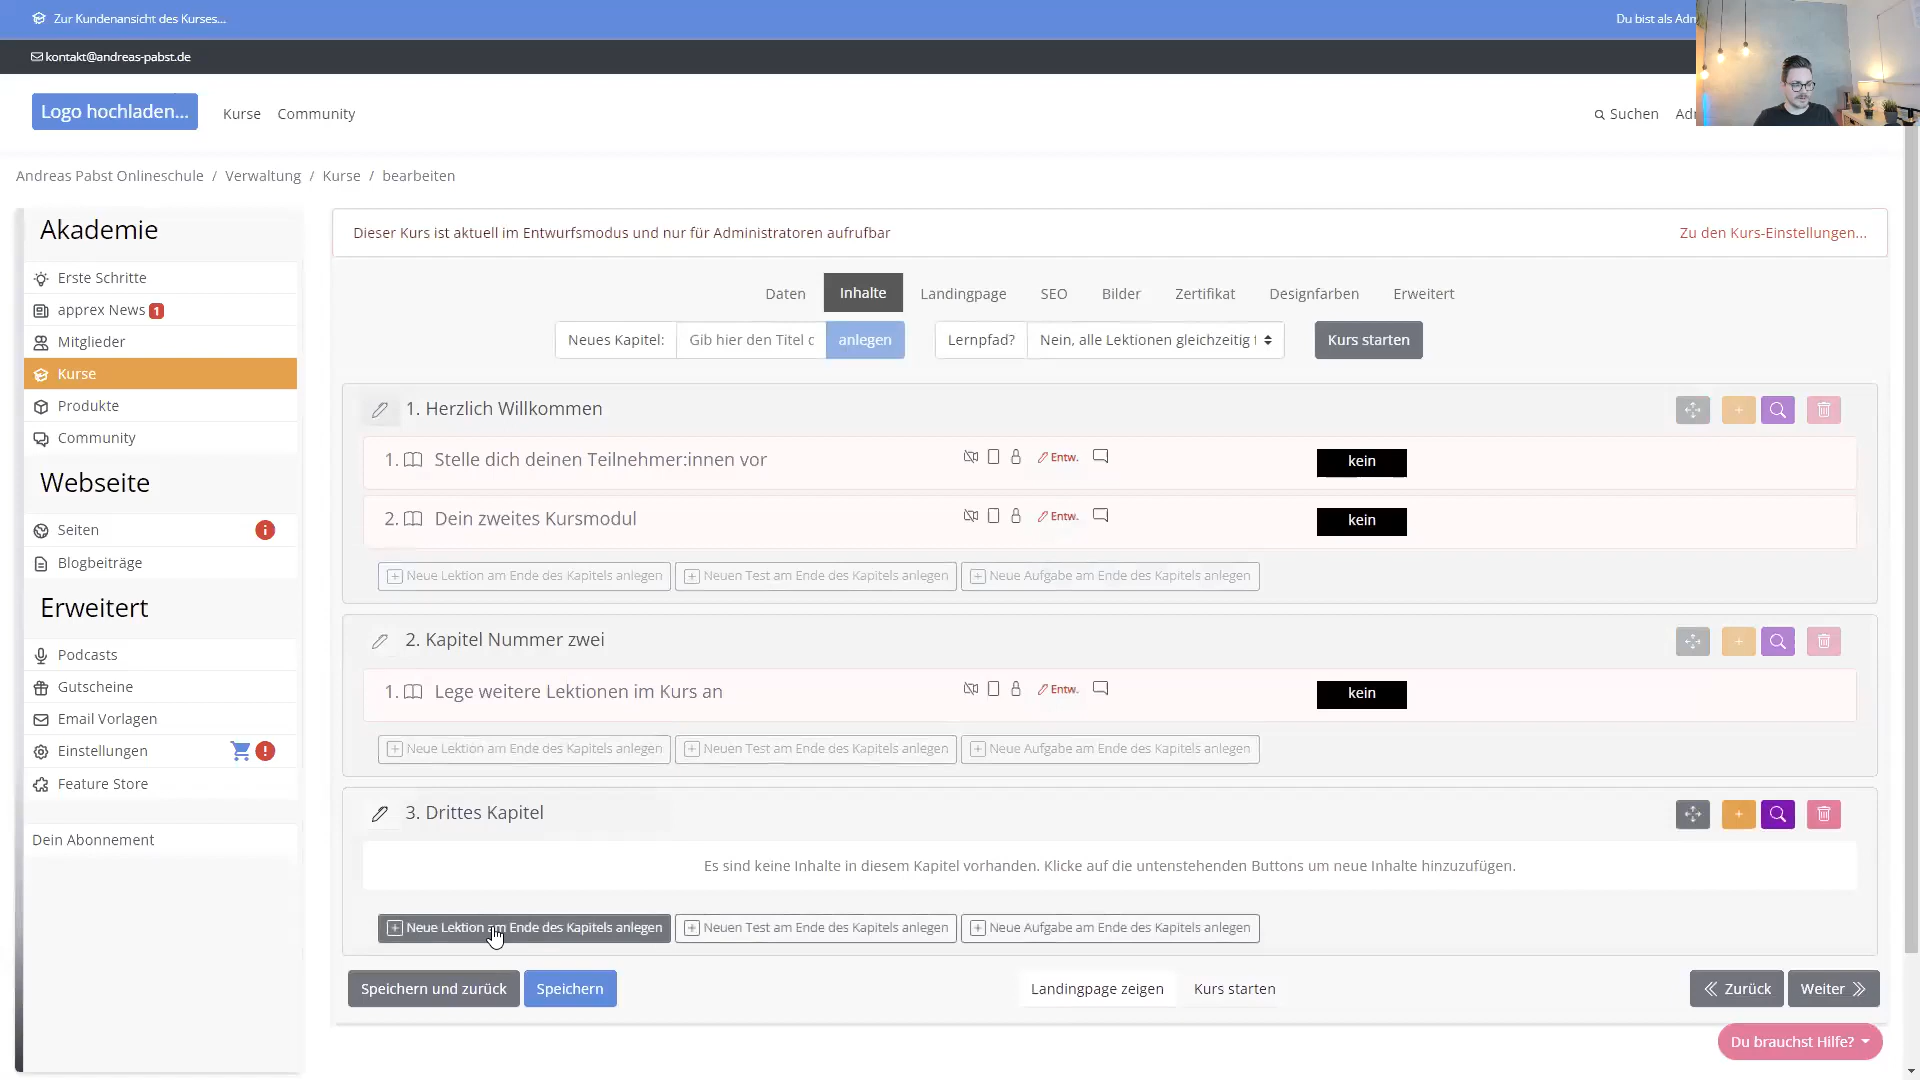 Zur Kundenansicht des Kurses...
Du bist als Adm
kontakt@andreas-pabst.de
Logo hochladen...
Kurse
Community
Suchen
Adm
Andreas Pabst Onlineschule / Verwaltung / Kurse / bearbeiten
Akademie
Erste Schritte
apprex News 1
Mitglieder
Kurse
Produkte
Community
Webseite
Seiten
Blogbeiträge
Erweitert
Podcasts
Gutscheine
Email Vorlagen
Einstellungen
Feature Store
Dein Abonnement
Dieser Kurs ist aktuell im Entwurfsmodus und nur für Administratoren aufrufbar
Zu den Kurs-Einstellungen...
Daten Inhalte Landingpage SEO Bilder Zertifikat Designfarben Erweitert
Neues Kapitel: Gib hier den Titel anlegen
Lernpfad? Nein, alle Lektionen gleichzeitig
Kurs starten
1. Herzlich Willkommen
1. Stelle dich deinen Teilnehmer:innen vor Entw. kein
2. Dein zweites Kursmodul Entw. kein
Neue Lektion am Ende des Kapitels anlegen Neuen Test am Ende des Kapitels anlegen Neue Aufgabe am Ende des Kapitels anlegen
2. Kapitel Nummer zwei
1. Lege weitere Lektionen im Kurs an Entw. kein
Neue Lektion am Ende des Kapitels anlegen Neuen Test am Ende des Kapitels anlegen Neue Aufgabe am Ende des Kapitels anlegen
3. Drittes Kapitel
Es sind keine Inhalte in diesem Kapitel vorhanden. Klicke auf die untenstehenden Buttons um neue Inhalte hinzuzufügen.
Neue Lektion am Ende des Kapitels anlegen Neuen Test am Ende des Kapitels anlegen Neue Aufgabe am Ende des Kapitels anlegen
Speichern und zurück Speichern Landingpage zeigen Kurs starten Zurück Weiter
Du brauchst Hilfe?